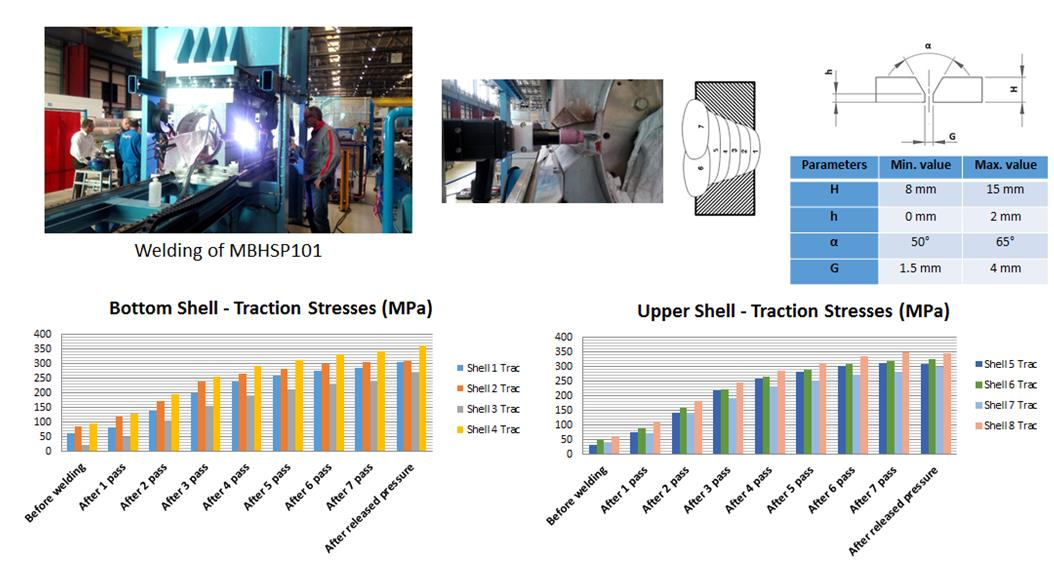 Welding of MBHSP101
7
6
5
4
3
2
1
α
h
H
G
Parameters Min. value Max. value
H 8 mm 15 mm
h 0 mm 2 mm
α 50° 65°
G 1.5 mm 4 mm
Bottom Shell - Traction Stresses (MPa)
400
350
300
250
200
150
100
50
0
Before welding
After 1 pass
After 2 pass
After 3 pass
After 4 pass
After 5 pass
After 6 pass
After 7 pass
After released pressure
Shell 1 Trac
Shell 2 Trac
Shell 3 Trac
Shell 4 Trac
Upper Shell - Traction Stresses (MPa)
400
350
300
250
200
150
100
50
0
Before welding
After 1 pass
After 2 pass
After 3 pass
After 4 pass
After 5 pass
After 6 pass
After 7 pass
After released pressure
Shell 5 Trac
Shell 6 Trac
Shell 7 Trac
Shell 8 Trac